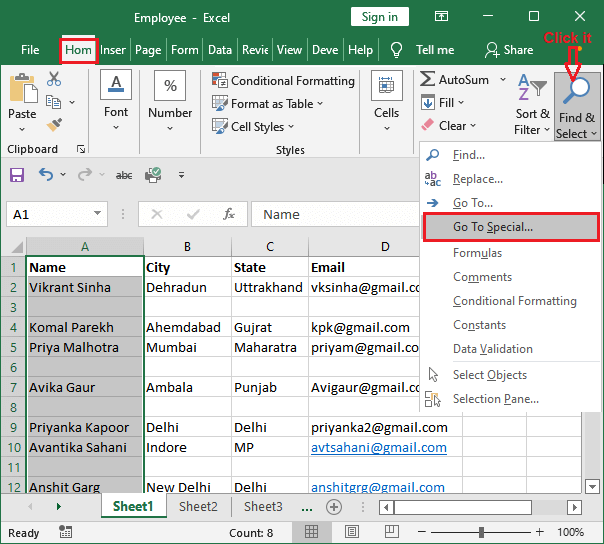 Employee - Excel
Sign in
Click it
File Hom Inser Page Form Data Revie View Deve Help Tell me Share
Paste
Clipboard
A
Font
%
Number
Conditional Formatting
Format as Table
Cell Styles
Styles
Cells
AutoSum
Fill
Clear
A
Z
Sort & Filter
Find & Select
abc
A1
fx
Name
Find...
ab
ac
Replace...
Go To...
Go To Special...
Formulas
Comments
Conditional Formatting
Constants
Data Validation
Select Objects
Selection Pane...
A B C D
1 Name City State Email
2 Vikrant Sinha Dehradun Uttrakhand vksinha@gmail.co
3
4 Komal Parekh Ahemdabad Gujrat kpk@gmail.com
5 Priya Malhotra Mumbai Maharatra priyam@gmail.com
6
7 Avika Gaur Ambala Punjab Avigaur@gmail.com
8
9 Priyanka Kapoor Delhi Delhi priyanka2@gmail.com
10 Avantika Sahani Indore MP avtsahani@gmail.com
11
12 Anshit Garg New Delhi Delhi anshitgrg@gmail.com
Sheet1 Sheet2 Sheet3 ...
Ready
Count: 8
100%